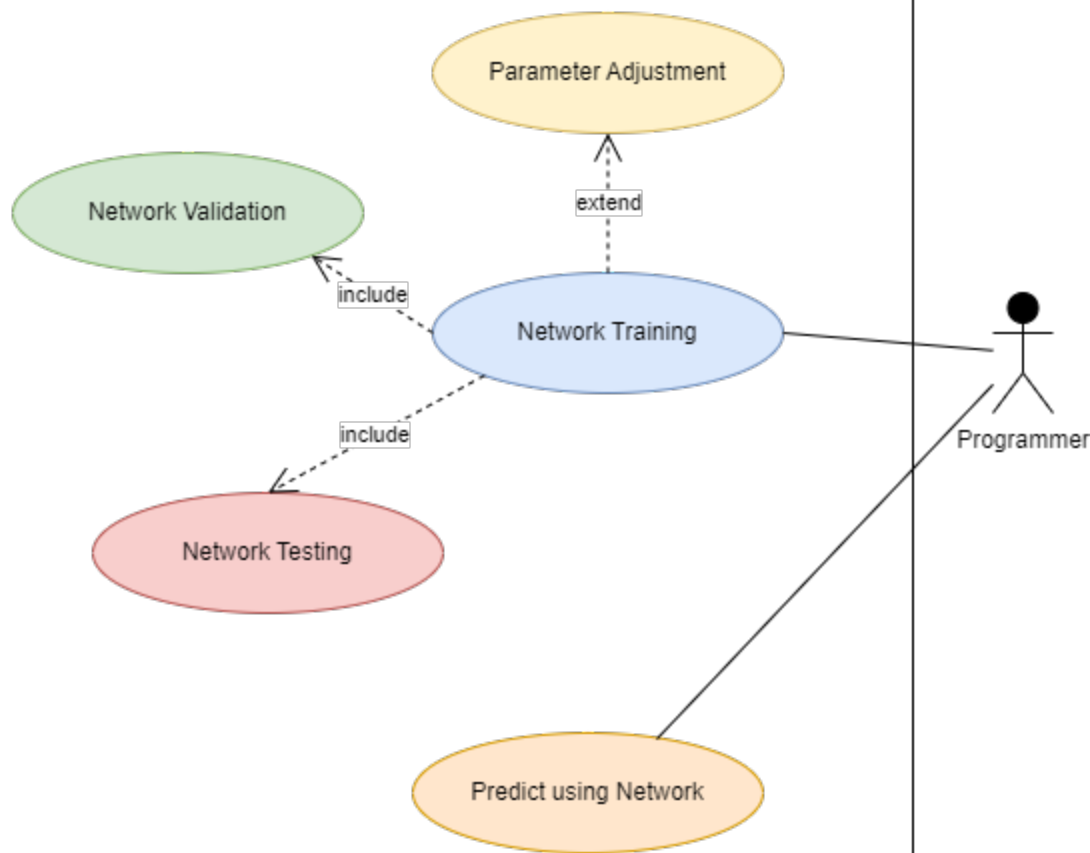 Parameter Adjustment
extend
Network Validation
include
Network Training
include
Network Testing
Programmer
Predict using Network